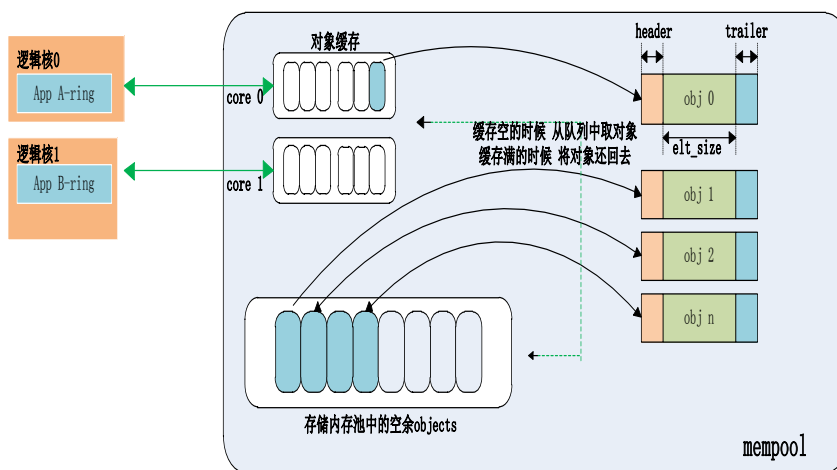 逻辑核0
App A-ring
逻辑核1
App B-ring
core 0
core 1
对象缓存
缓存空的时候 从队列中取对象
缓存满的时候 将对象还回去
header
trailer
obj 0
elt_size
obj 1
obj 2
obj n
存储内存池中的空余objects
mempool